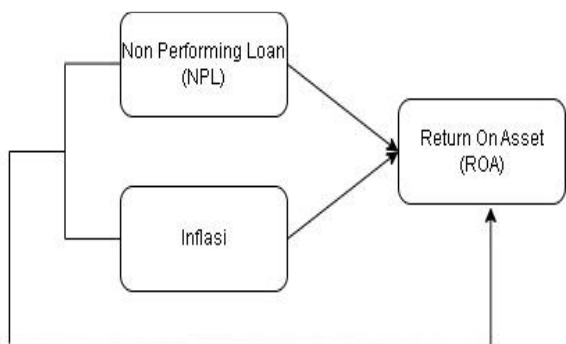 Non Performing Loan
(NPL)
Return On Asset
(ROA)
Inflasi